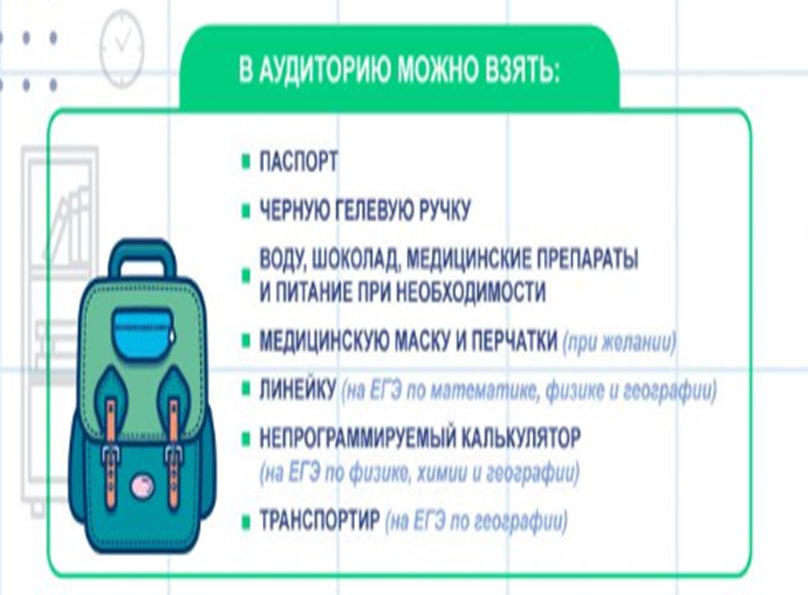 В АУДИТОРИЮ МОЖНО ВЗЯТЬ:
ПАСПОРТ
ЧЕРНУЮ ГЕЛЕВУЮ РУЧКУ
ВОДУ, ШОКОЛАД, МЕДИЦИНСКИЕ ПРЕПАРАТЫ
И ПИТАНИЕ ПРИ НЕОБХОДИМОСТИ
МЕДИЦИНСКУЮ МАСКУ И ПЕРЧАТКИ (при желании)
ЛИНЕЙКУ (на ЕГЭ по математике, физике и географии)
НЕПРОГРАММИРУЕМЫЙ КАЛЬКУЛЯТОР
(на ЕГЭ по физике, химии и географии)
ТРАНСПОРТИР (на ЕГЭ по географии)